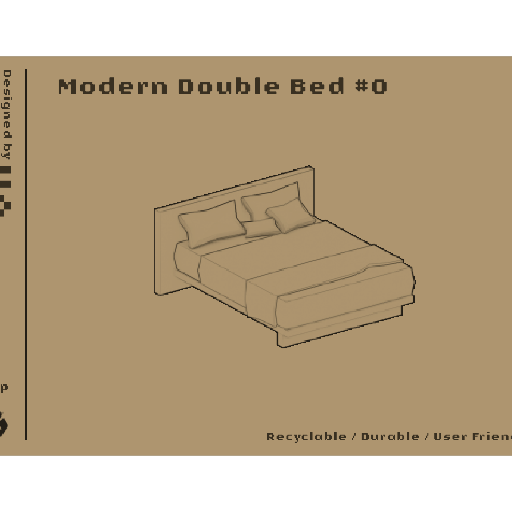 Modern Double Bed #0
Designed by
p
Recyclable / Durable / User Frien